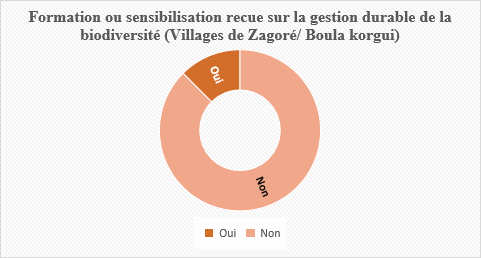 Formation ou sensibilisation recue sur la gestion durable de la
biodiversité (Villages de Zagoré/ Boula korgui)
Oui
Non
Oui Non